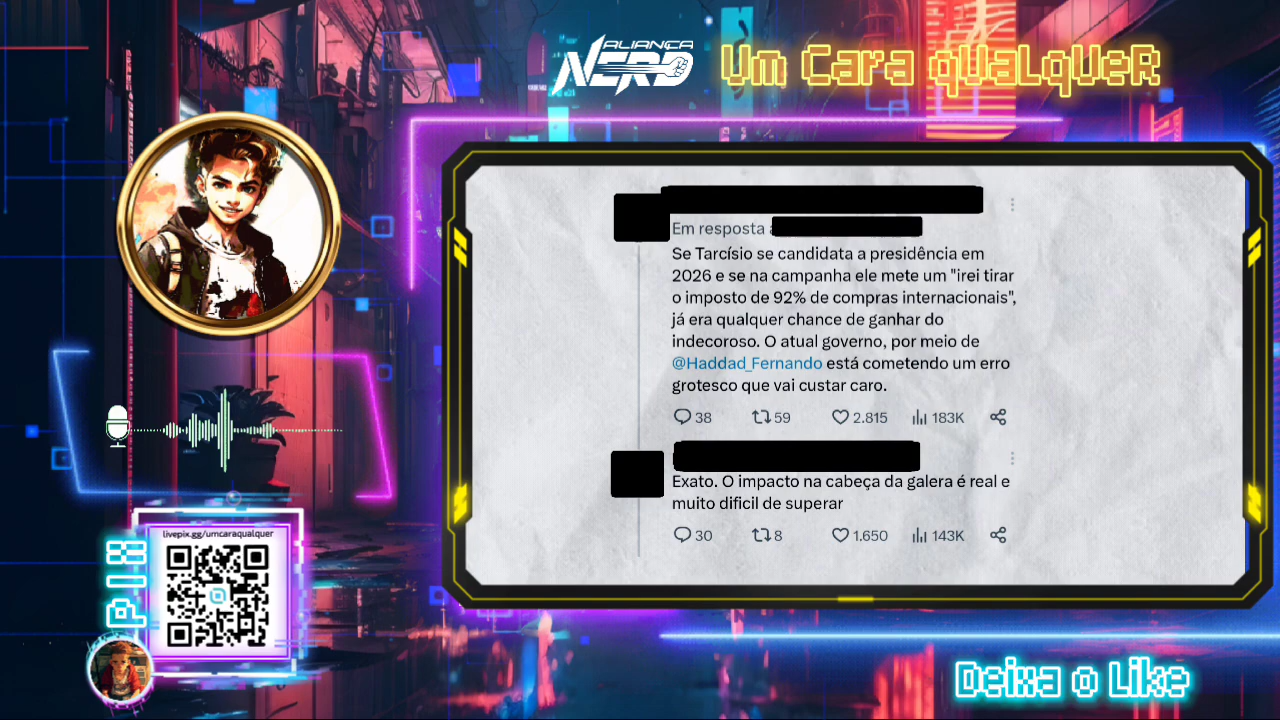 ALIANÇA
NERD
Um Cara qUaLqUeR
Em resposta
Se Tarcísio se candidata a presidência em
2026 e se na campanha ele mete um "irei tirar
o imposto de 92% de compras internacionais",
já era qualquer chance de ganhar do
indecoroso. O atual governo, por meio de
@Haddad_Fernando está cometendo um erro
grotesco que vai custar caro.
38 59 2.815 183K
Exato. O impacto na cabeça da galera é real e
muito dificil de superar
30 8 1.650 143K
livepix.gg/umcaraqualquer
PIX
Deixa o Like